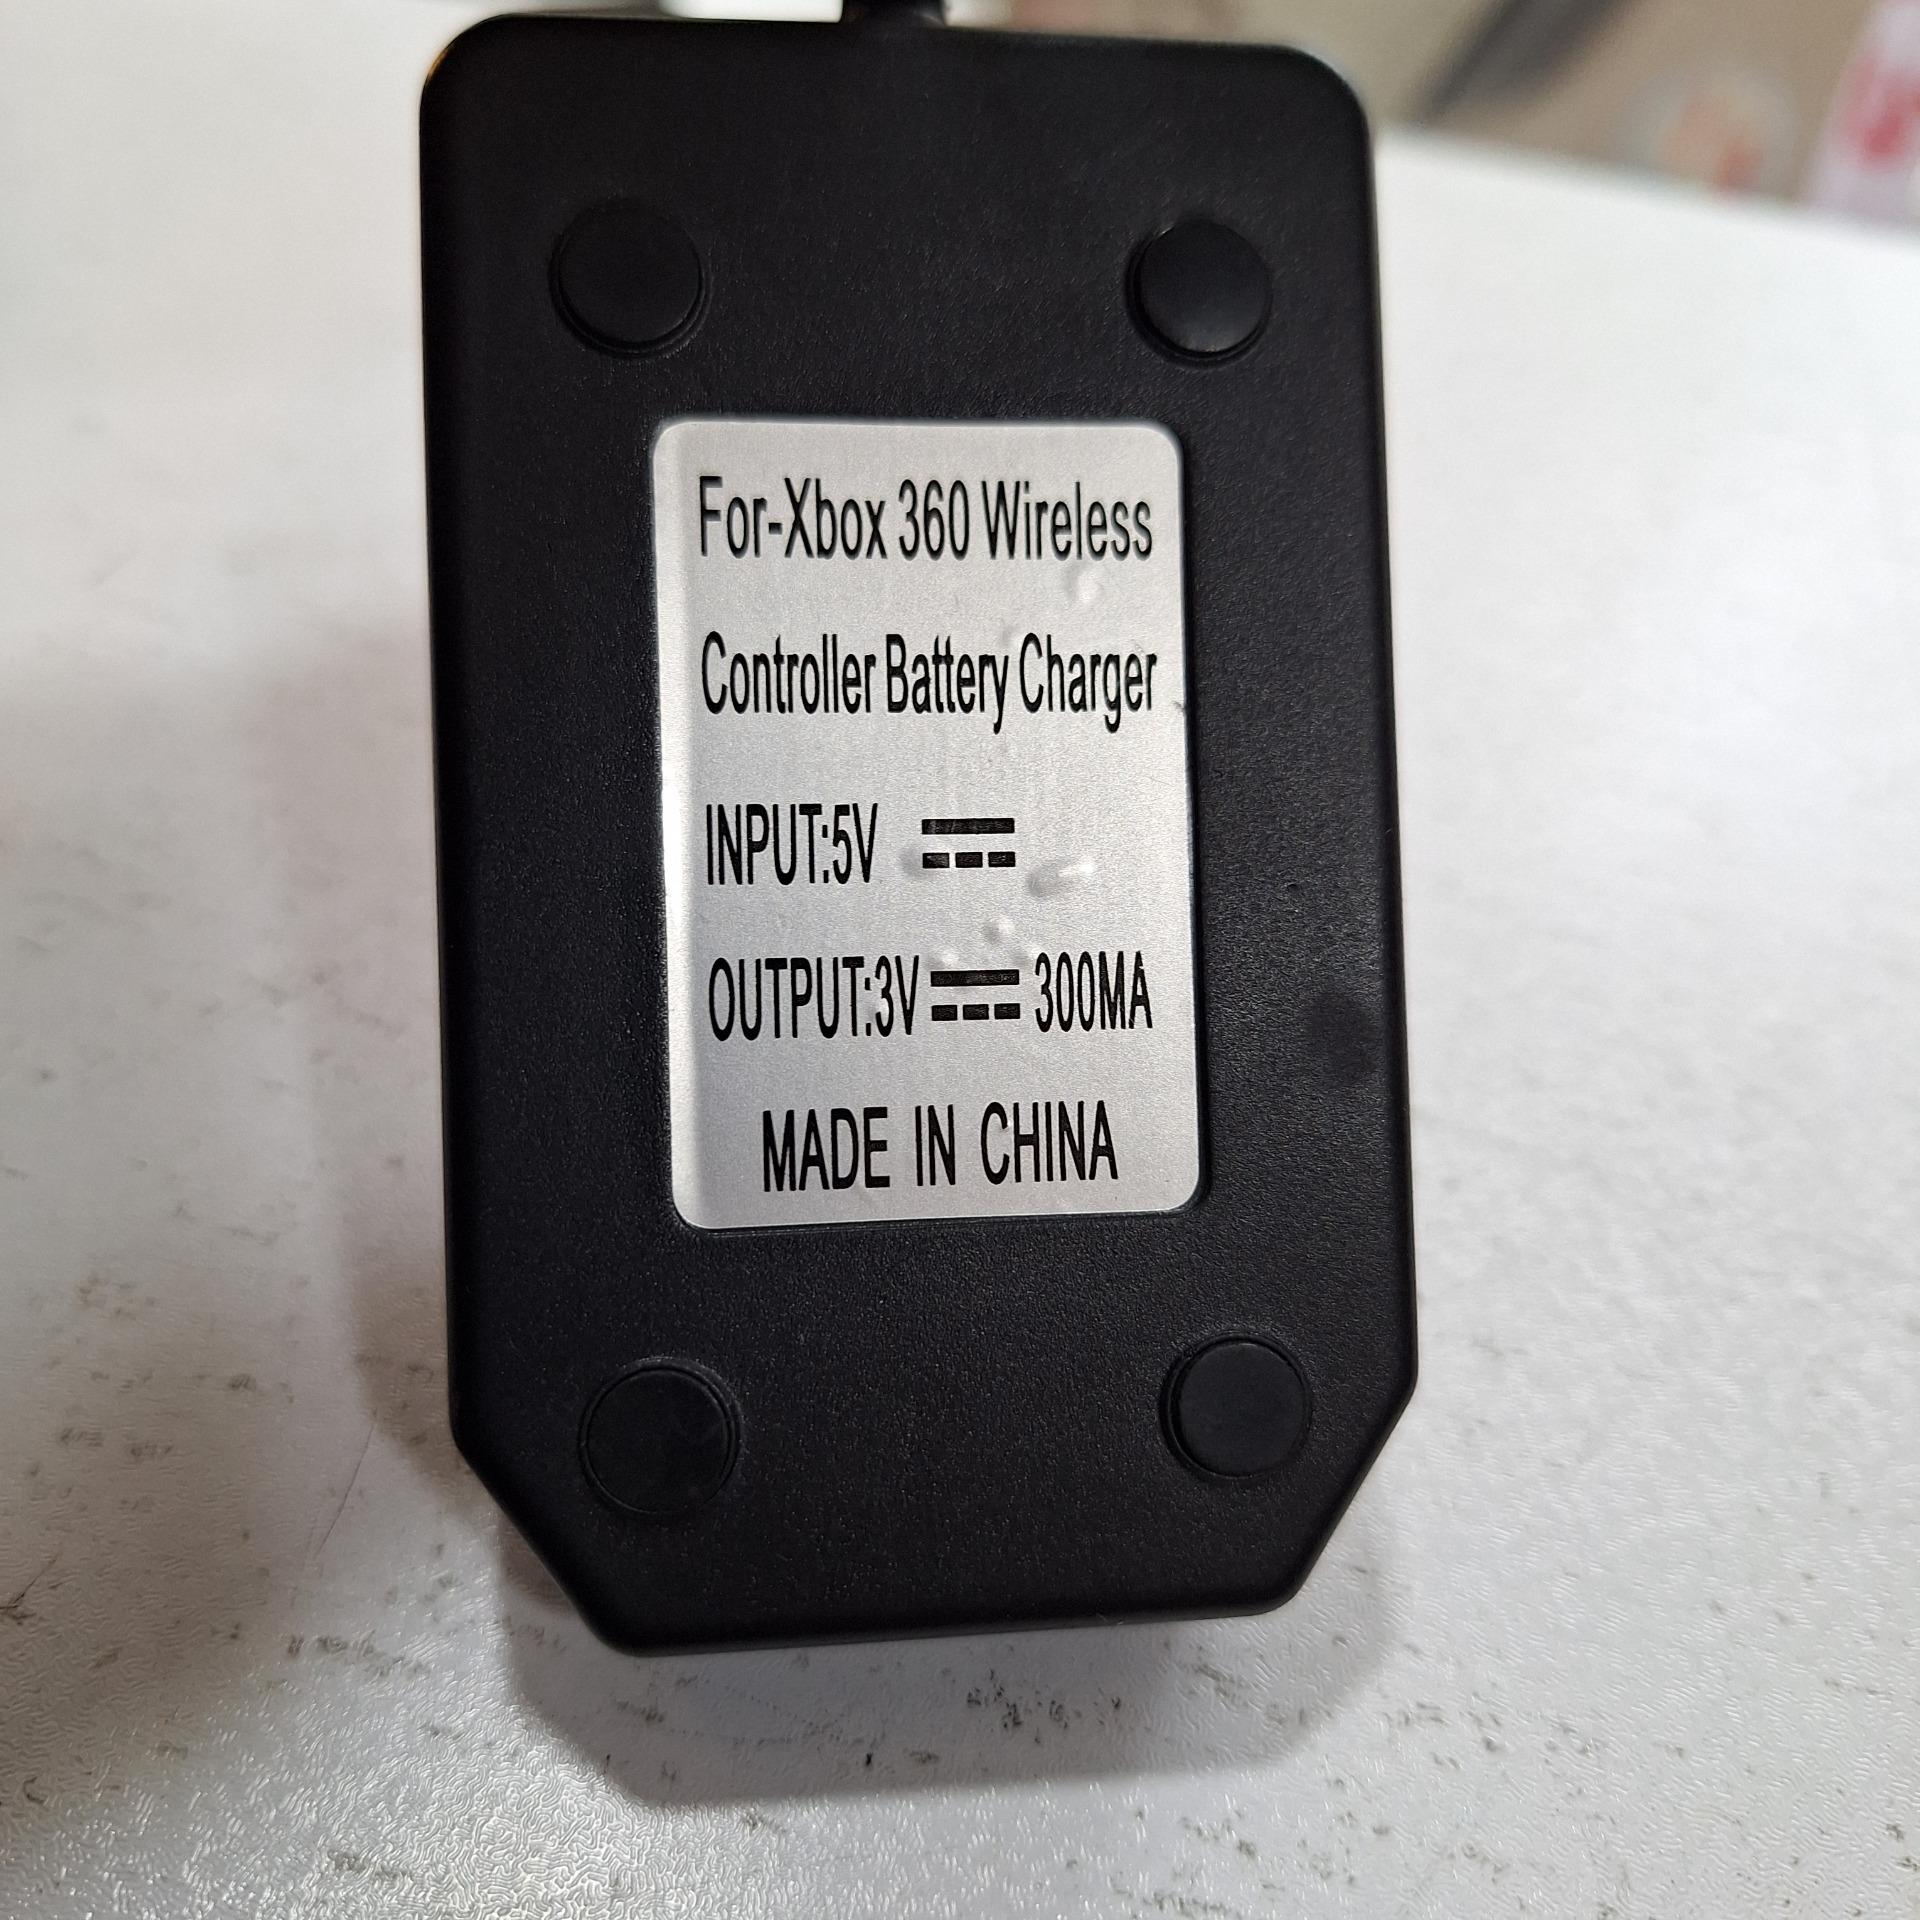 For-Xbox 360 Wireless
Controller Battery Charger
INPUT:5V ⎓
OUTPUT:3V ⎓ 300MA
MADE IN CHINA